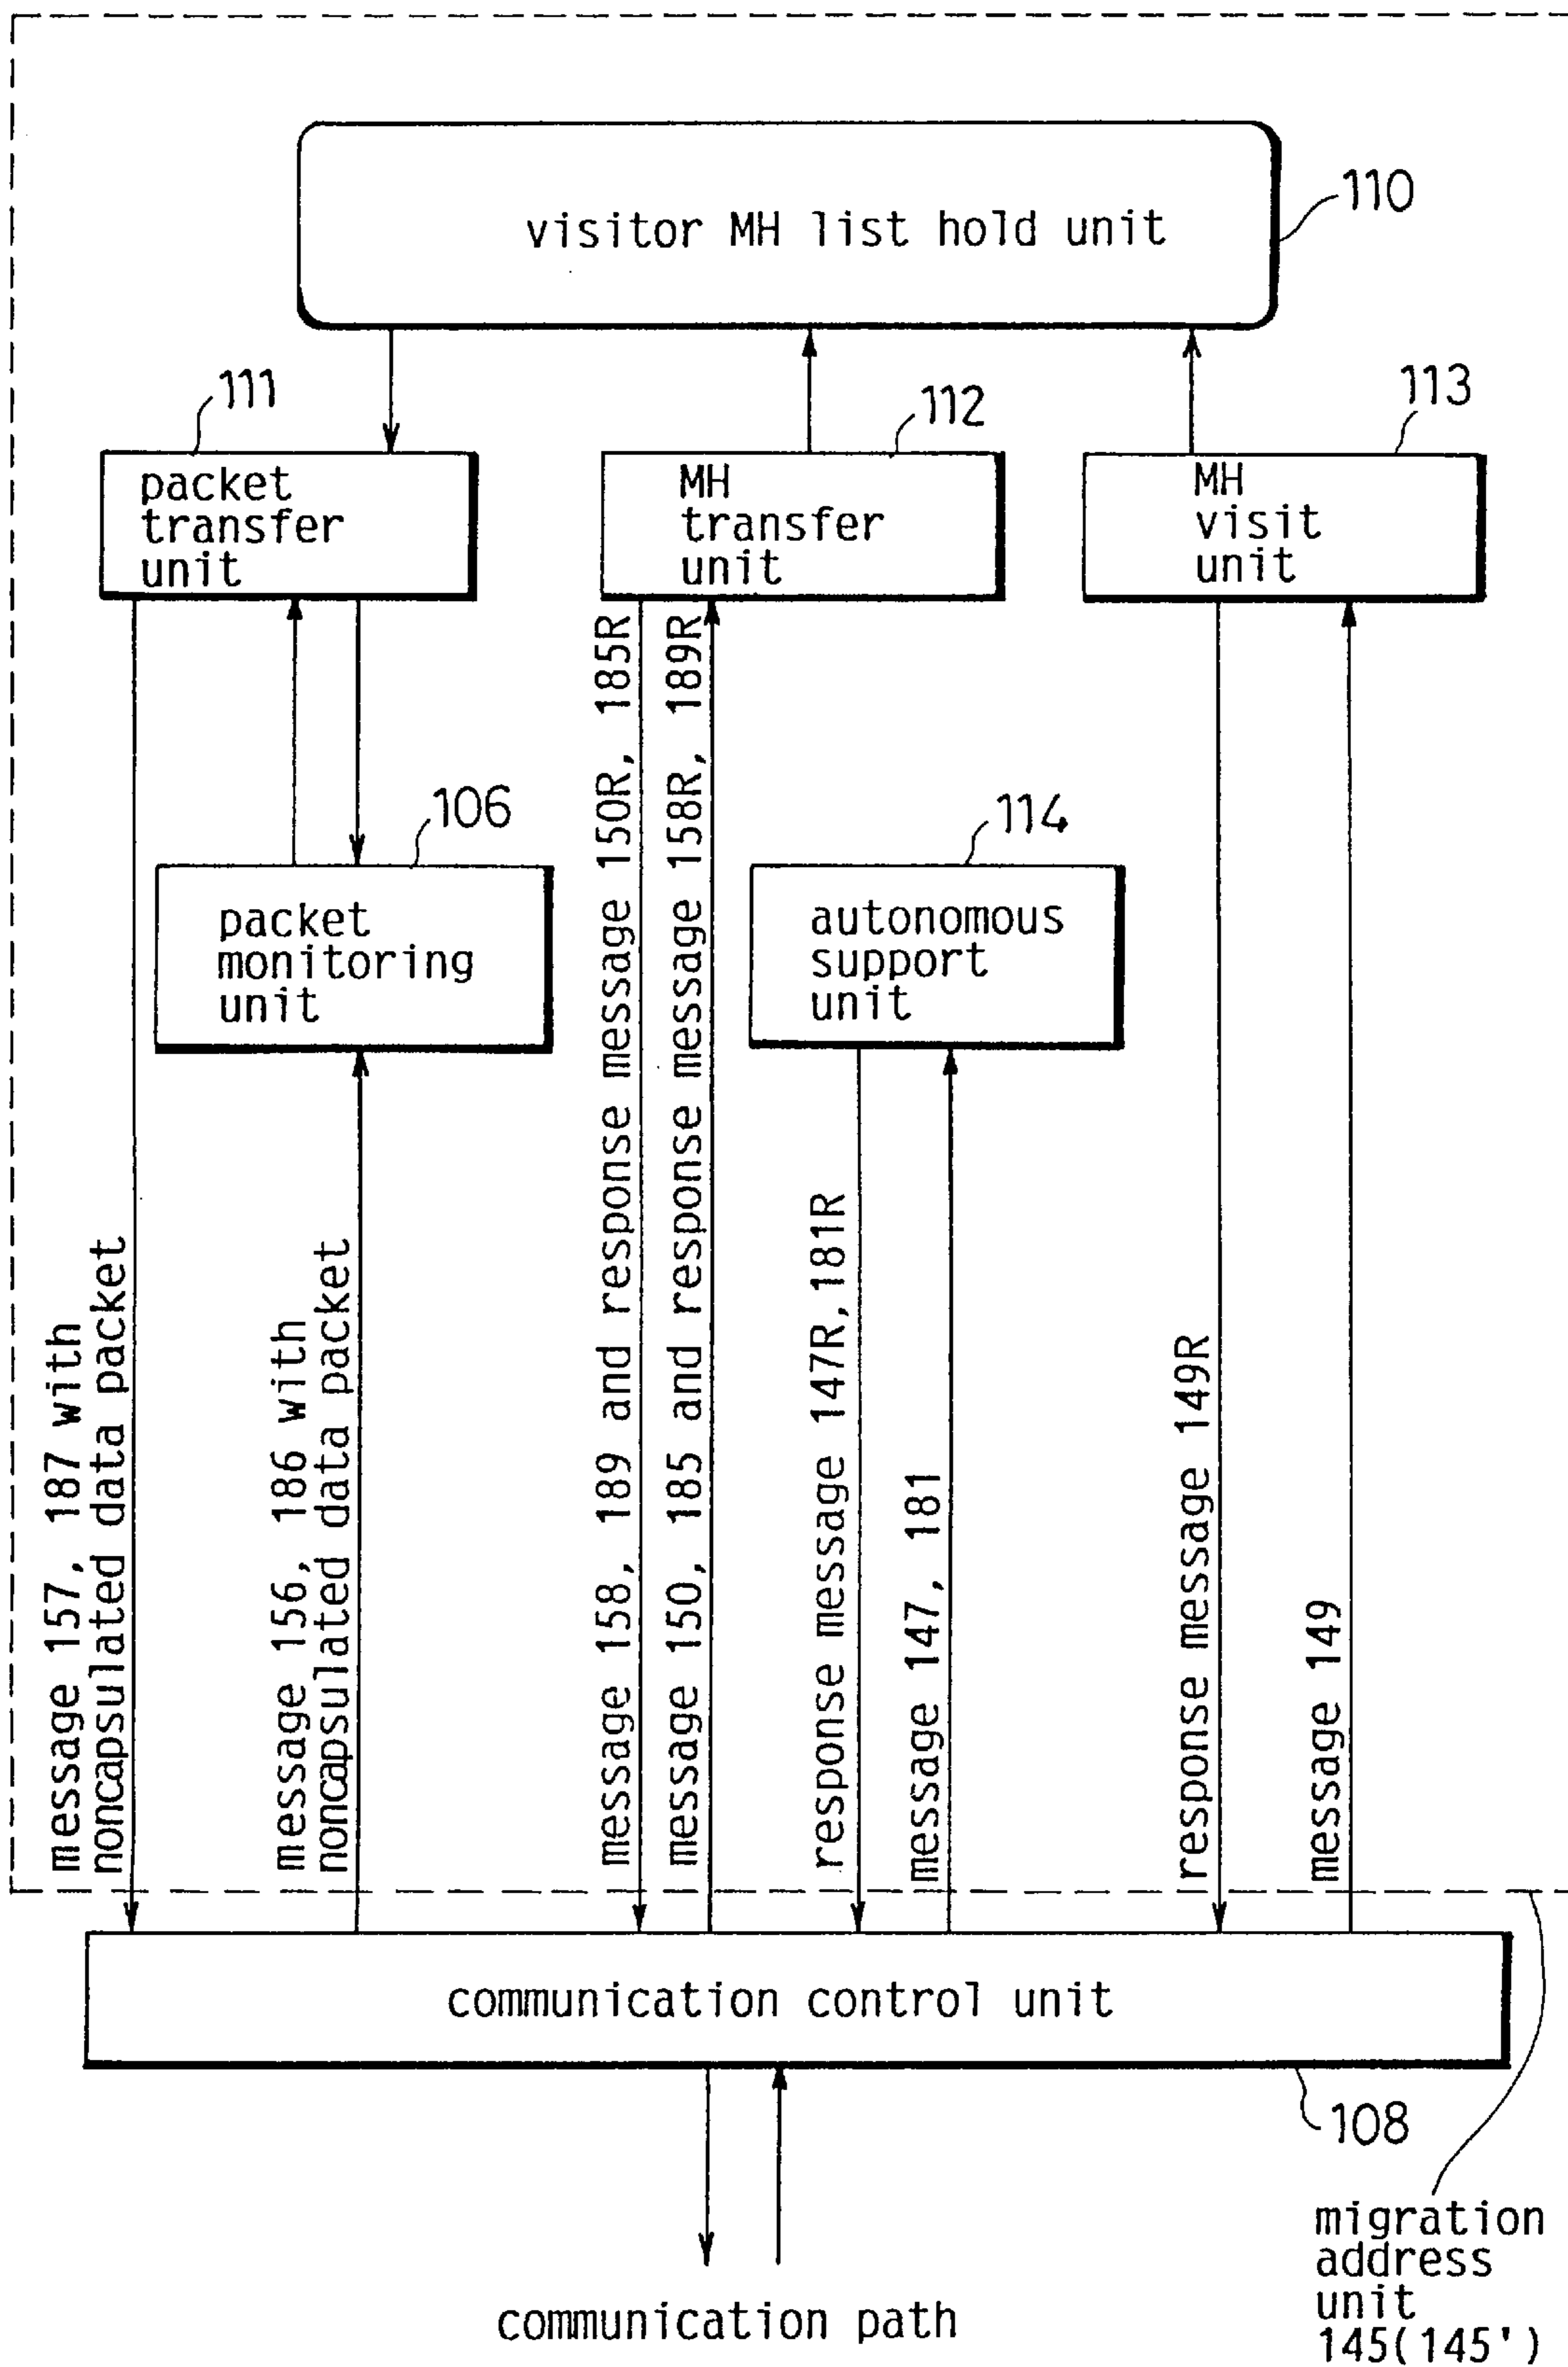 110
visitor MH list hold unit
111
112
113
packet
transfer
unit
MH
transfer
unit
MH
visit
unit
106
114
packet
monitoring
unit
autonomous
support
unit
message 157, 187 with
noncapsulated data packet
message 156, 186 with
noncapsulated data packet
message 158, 189 and response message 150R, 185R
message 150, 185 and response message 158R, 189R
response message 147R,181R
message 147, 181
response message 149R
message 149
communication control unit
108
communication path
migration
address
unit
145(145')